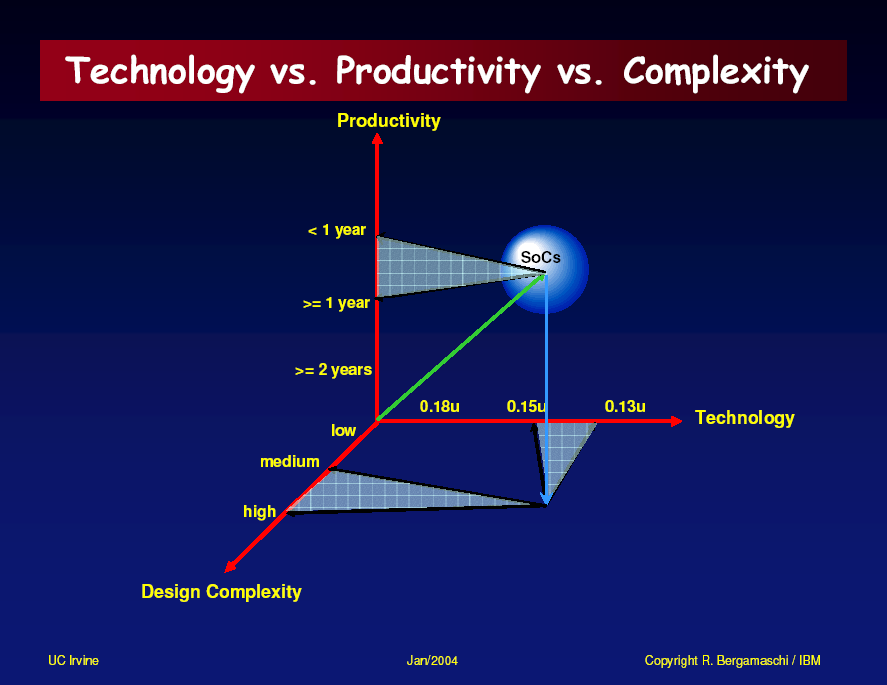 Technology vs. Productivity vs. Complexity
Productivity
< 1 year
SoCs
>= 1 year
>= 2 years
0.18u
0.15u
0.13u
Technology
low
medium
high
Design Complexity
UC Irvine
Jan/2004
Copyright R. Bergamaschi / IBM